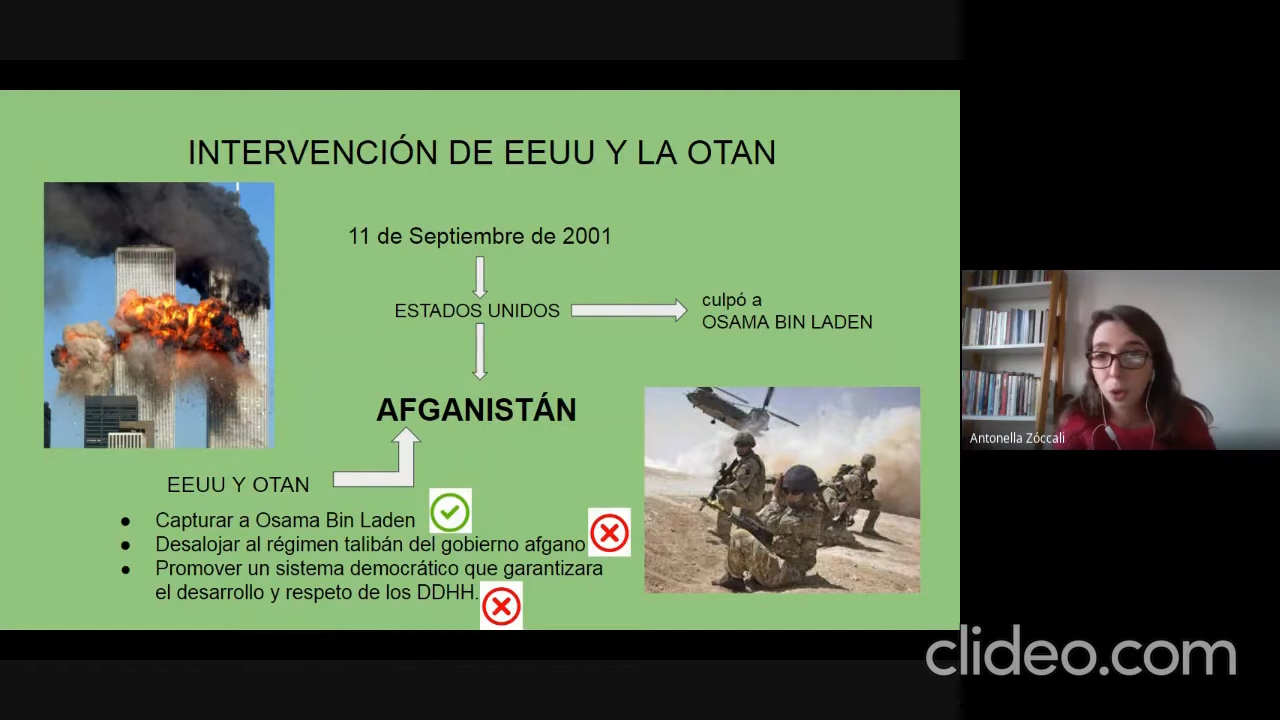 INTERVENCIÓN DE EEUU Y LA OTAN
11 de Septiembre de 2001
ESTADOS UNIDOS
culpó a
OSAMA BIN LADEN
AFGANISTÁN
EEUU Y OTAN
● Capturar a Osama Bin Laden
● Desalojar al régimen talibán del gobierno afgano
● Promover un sistema democrático que garantizara
el desarrollo y respeto de los DDHH.
Antonella Zóccali
clideo.com